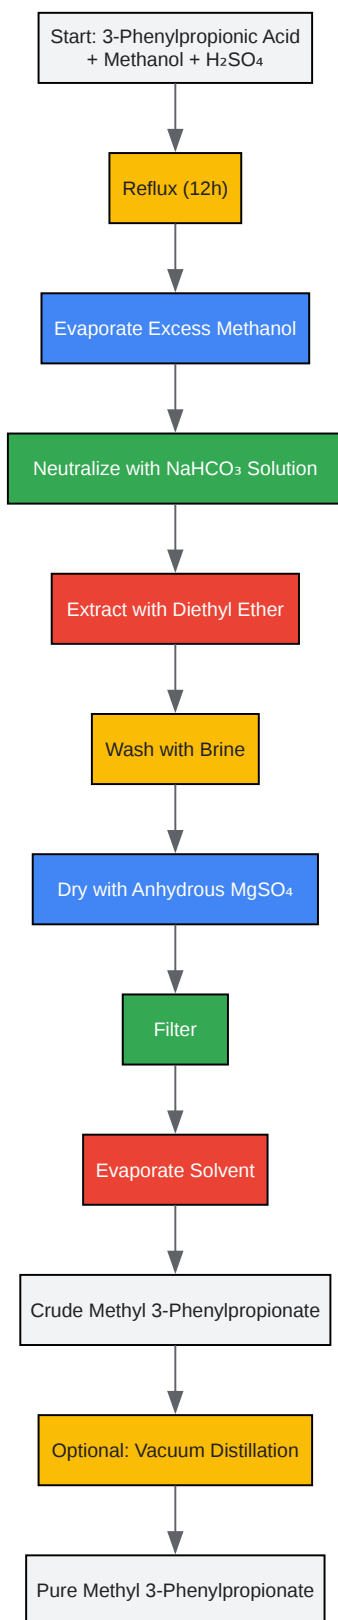 Start: 3-Phenylpropionic Acid
+ Methanol + H₂SO₄
Reflux (12h)
Evaporate Excess Methanol
Neutralize with NaHCO₃ Solution
Extract with Diethyl Ether
Wash with Brine
Dry with Anhydrous MgSO₄
Filter
Evaporate Solvent
Crude Methyl 3-Phenylpropionate
Optional: Vacuum Distillation
Pure Methyl 3-Phenylpropionate